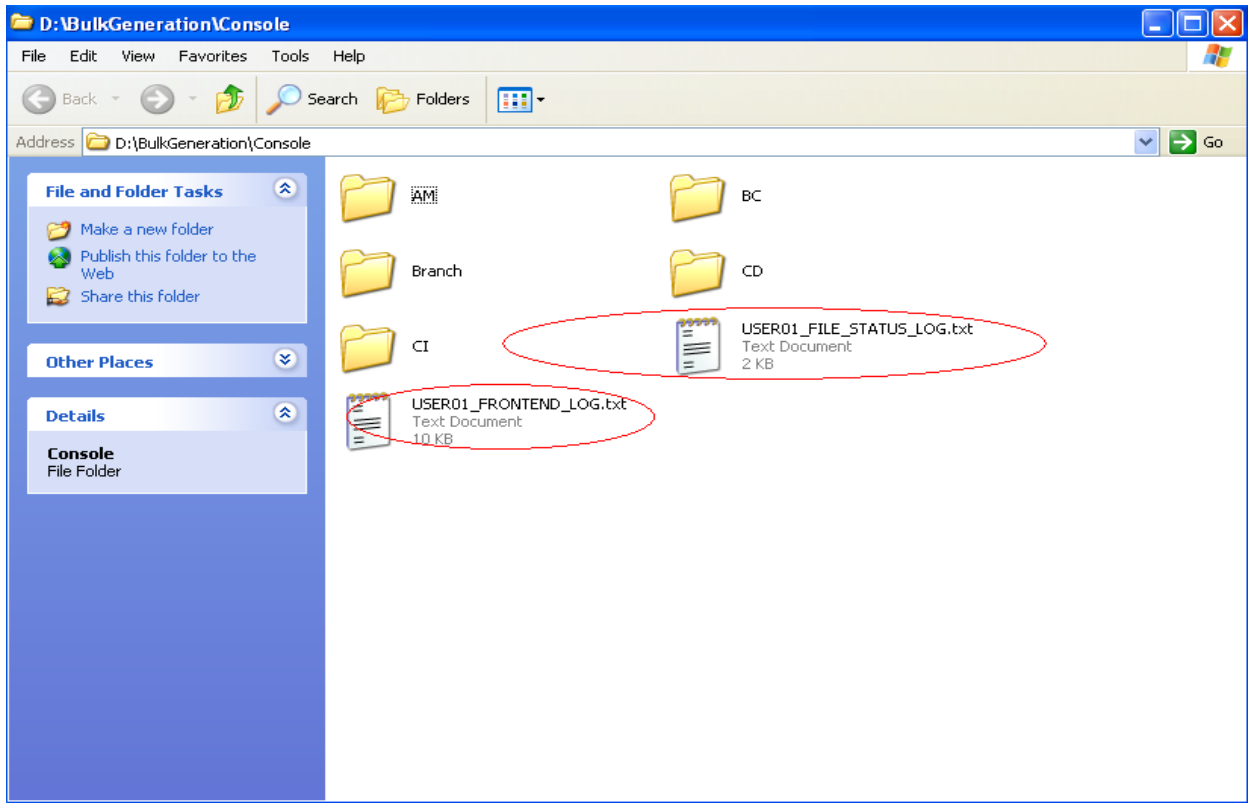 D:\BulkGeneration\Console
File Edit View Favorites Tools Help
Back Search Folders
Address D:\BulkGeneration\Console Go
File and Folder Tasks
Make a new folder
Publish this folder to the
Web
Share this folder
Other Places
Details
Console
File Folder
AM
BC
Branch
CD
CI
USER01_FILE_STATUS_LOG.txt
Text Document
2 KB
USER01_FRONTEND_LOG.txt
Text Document
10 KB